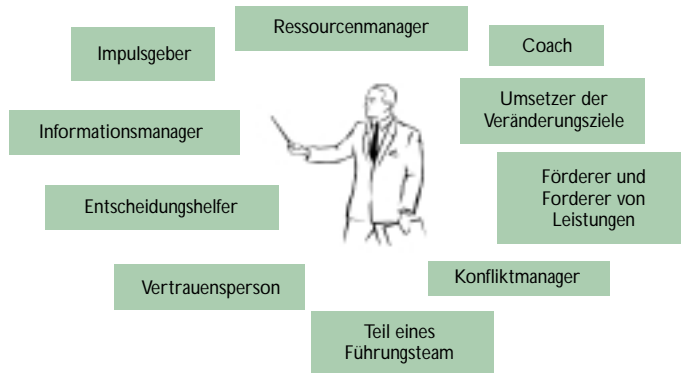 Ressourcenmanager
Impulsgeber
Coach
Umsetzer der
Veränderungsziele
Informationsmanager
Förderer und
Forderer von
Leistungen
Entscheidungshelfer
Konfliktmanager
Vertrauensperson
Teil eines
Führungsteam